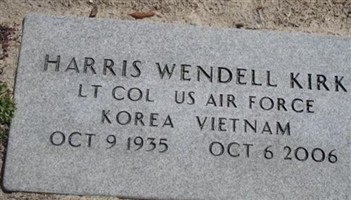 HARRIS WENDELL KIRK
LT COL US AIR FORCE
KOREA VIETNAM
OCT 9 1935 OCT 6 2006